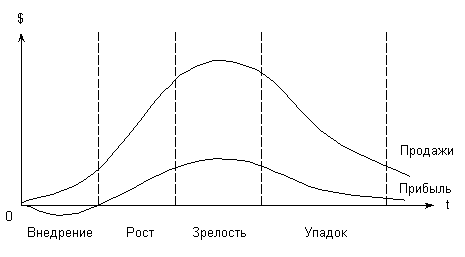 $
Продажи
Прибыль
0
t
Внедрение
Рост
Зрелость
Упадок